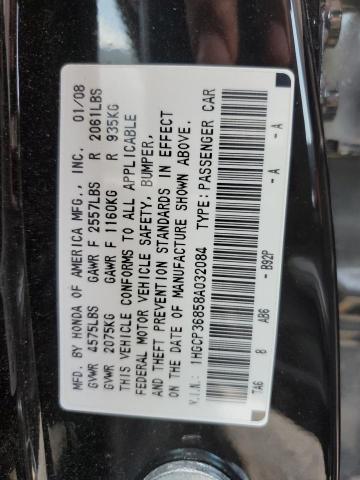 MFD. BY HONDA OF AMERICA MFG., INC. 01/08
GVWR 4575LBS GAWR F 2557LBS R 2061LBS
GVWR 2075KG GAWR F 1160KG R 935KG
THIS VEHICLE CONFORMS TO ALL APPLICABLE
FEDERAL MOTOR VEHICLE SAFETY, BUMPER,
AND THEFT PREVENTION STANDARDS IN EFFECT
ON THE DATE OF MANUFACTURE SHOWN ABOVE.
V.I.N.: 1HGCP36858A032084 TYPE: PASSENGER CAR
TA6 8 AB6 - B92P - A - A